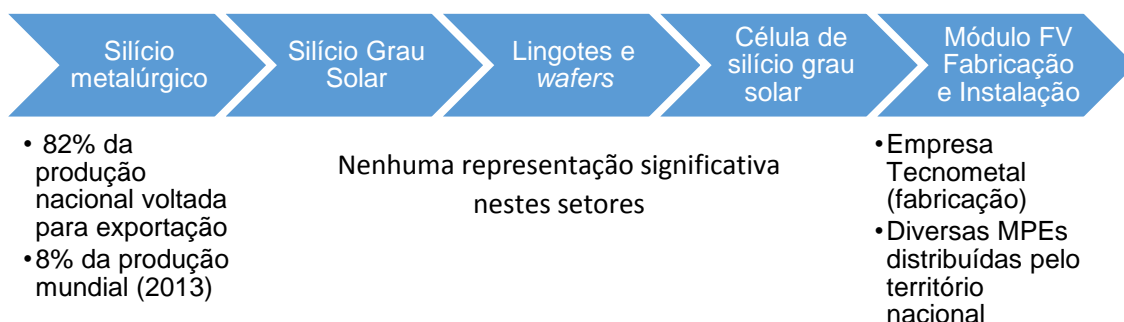 Silício
metalúrgico
Silício Grau
Solar
Lingotes e
wafers
Célula de
silício grau
solar
Módulo FV
Fabricação
e Instalação
• 82% da
produção
nacional voltada
para exportação
•8% da produção
mundial (2013)
Nenhuma representação significativa
nestes setores
•Empresa
Tecnometal
(fabricação)
•Diversas MPEs
distribuídas pelo
território
nacional